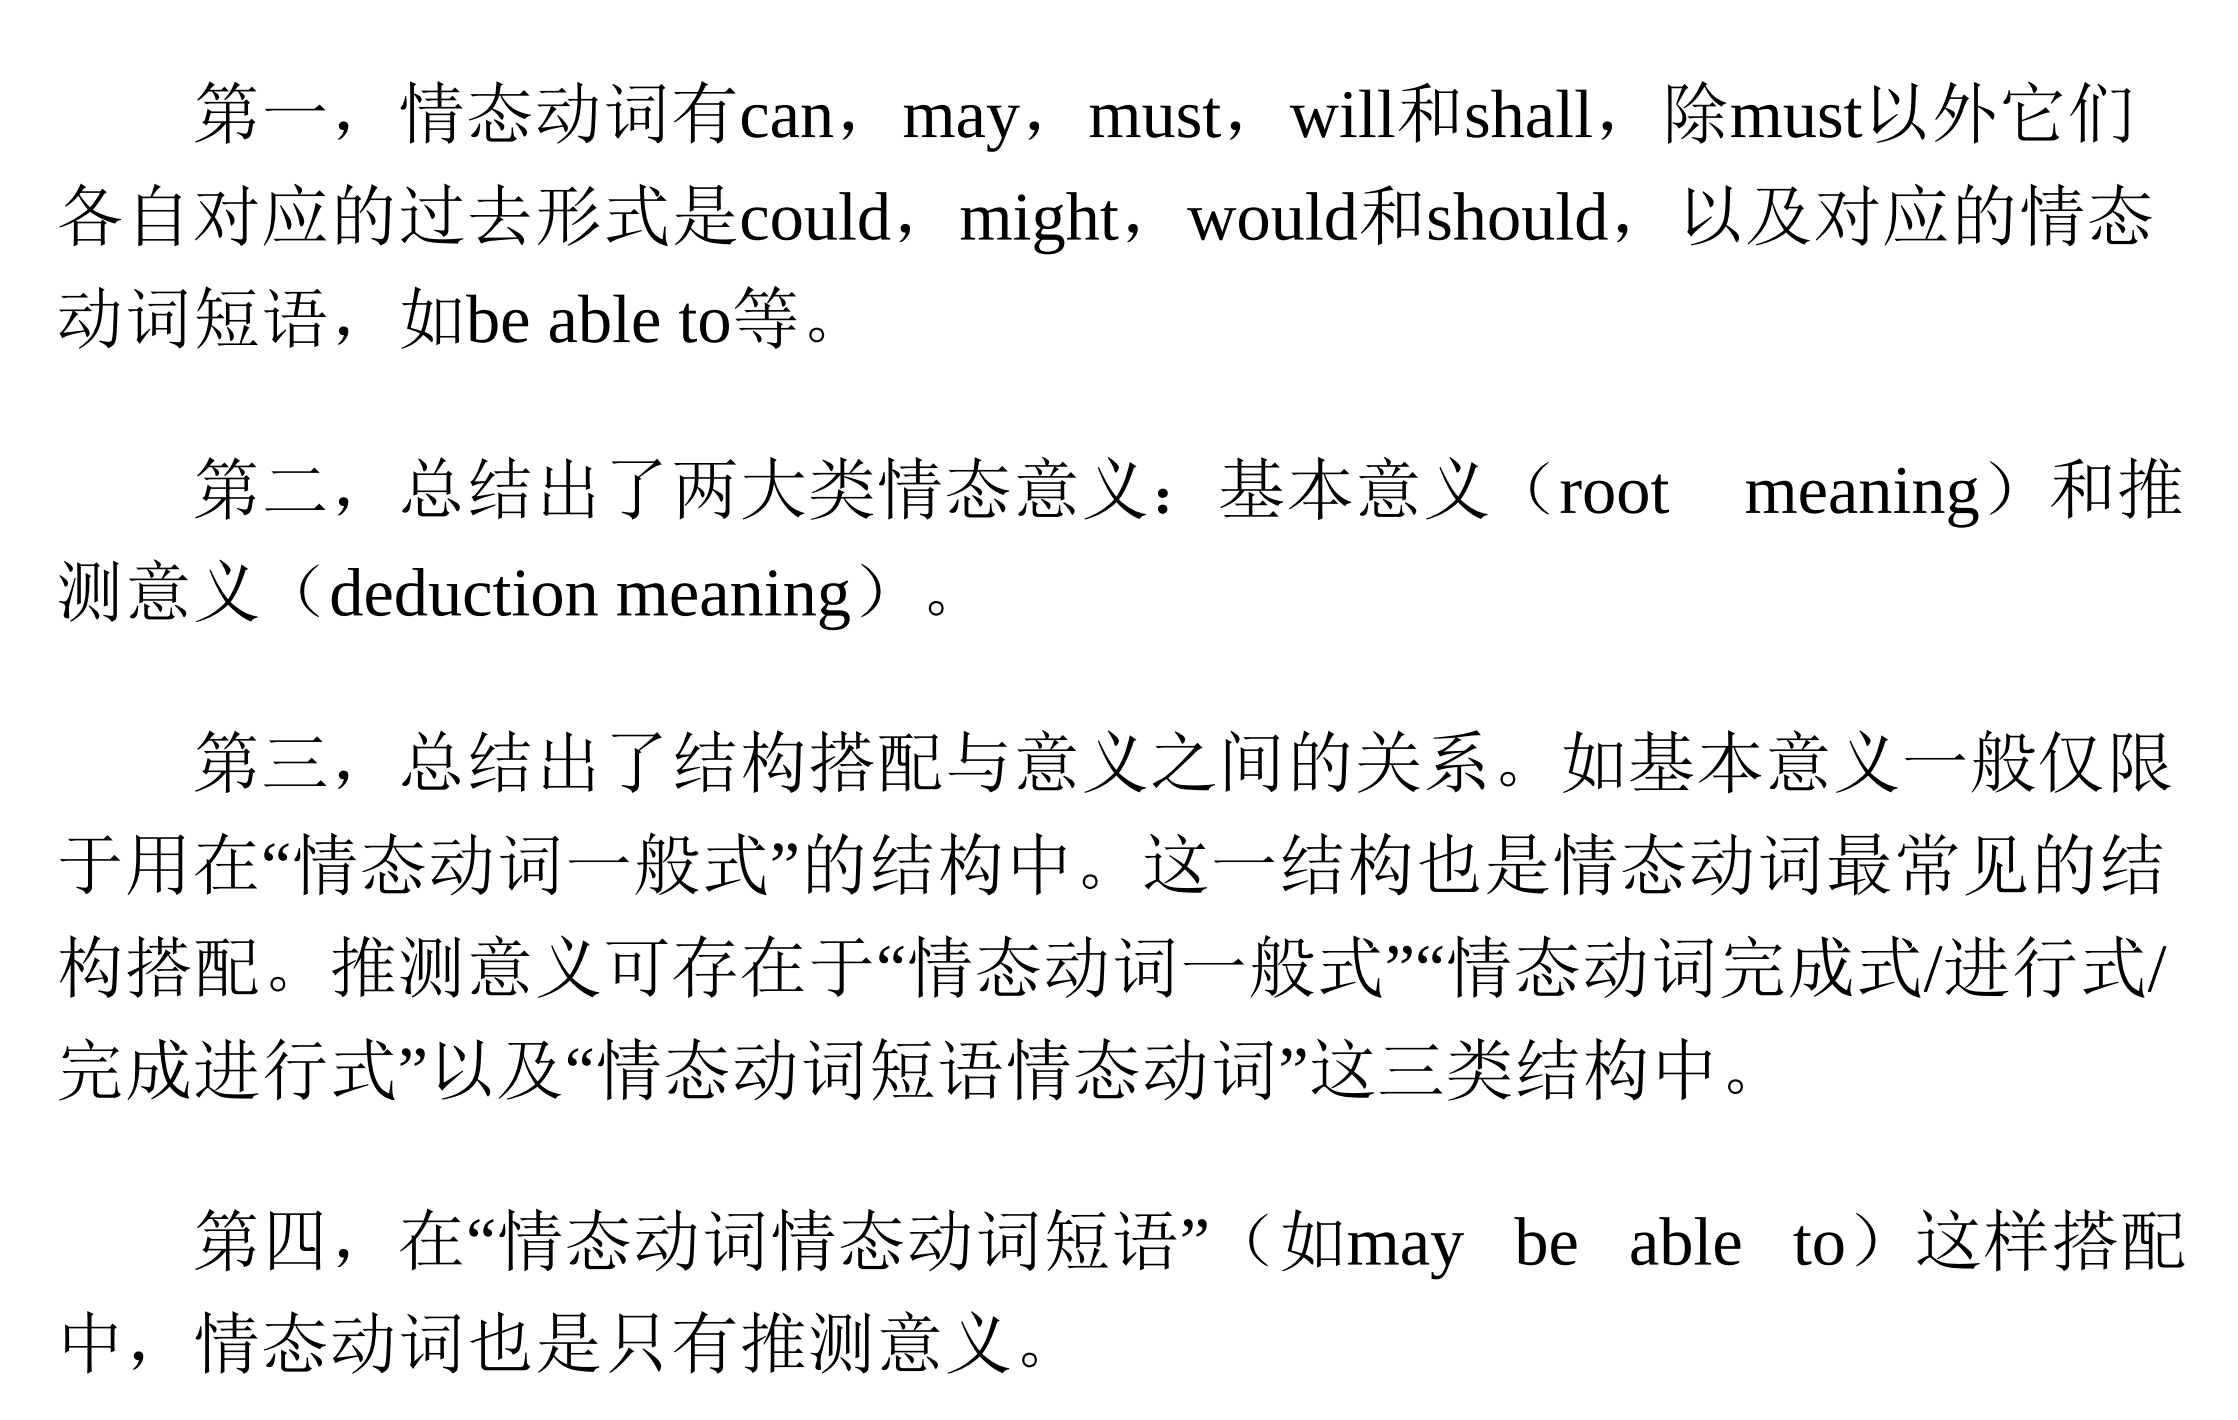 第一，情态动词有can，may，must，will和shall，除must以外它们
各自对应的过去形式是could，might，would和should，以及对应的情态
动词短语，如be able to等。
第二，总结出了两大类情态意义：基本意义（root meaning）和推
测意义（deduction meaning）。
第三，总结出了结构搭配与意义之间的关系。如基本意义一般仅限
于用在“情态动词一般式”的结构中。这一结构也是情态动词最常见的结
构搭配。推测意义可存在于“情态动词一般式”“情态动词完成式/进行式/
完成进行式”以及“情态动词短语情态动词”这三类结构中。
第四，在“情态动词情态动词短语”（如may be able to）这样搭配
中，情态动词也是只有推测意义。